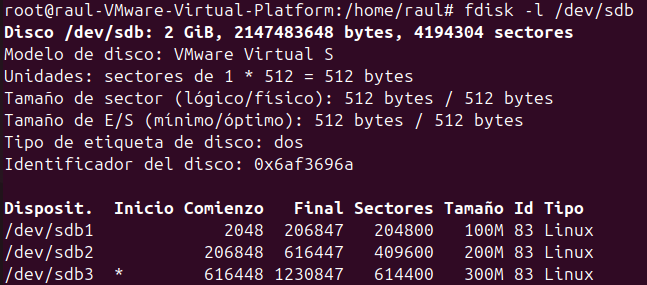 root@raul-VMware-Virtual-Platform:/home/raul# fdisk -l /dev/sdb
Disco /dev/sdb: 2 GiB, 2147483648 bytes, 4194304 sectores
Modelo de disco: VMware Virtual S
Unidades: sectores de 1 * 512 = 512 bytes
Tamaño de sector (lógico/físico): 512 bytes / 512 bytes
Tamaño de E/S (mínimo/óptimo): 512 bytes / 512 bytes
Tipo de etiqueta de disco: dos
Identificador del disco: 0x6af3696a

Disposit.  Inicio Comienzo   Final Sectores Tamaño Id Tipo
/dev/sdb1             2048  206847   204800   100M 83 Linux
/dev/sdb2           206848  616447   409600   200M 83 Linux
/dev/sdb3  *        616448 1230847   614400   300M 83 Linux